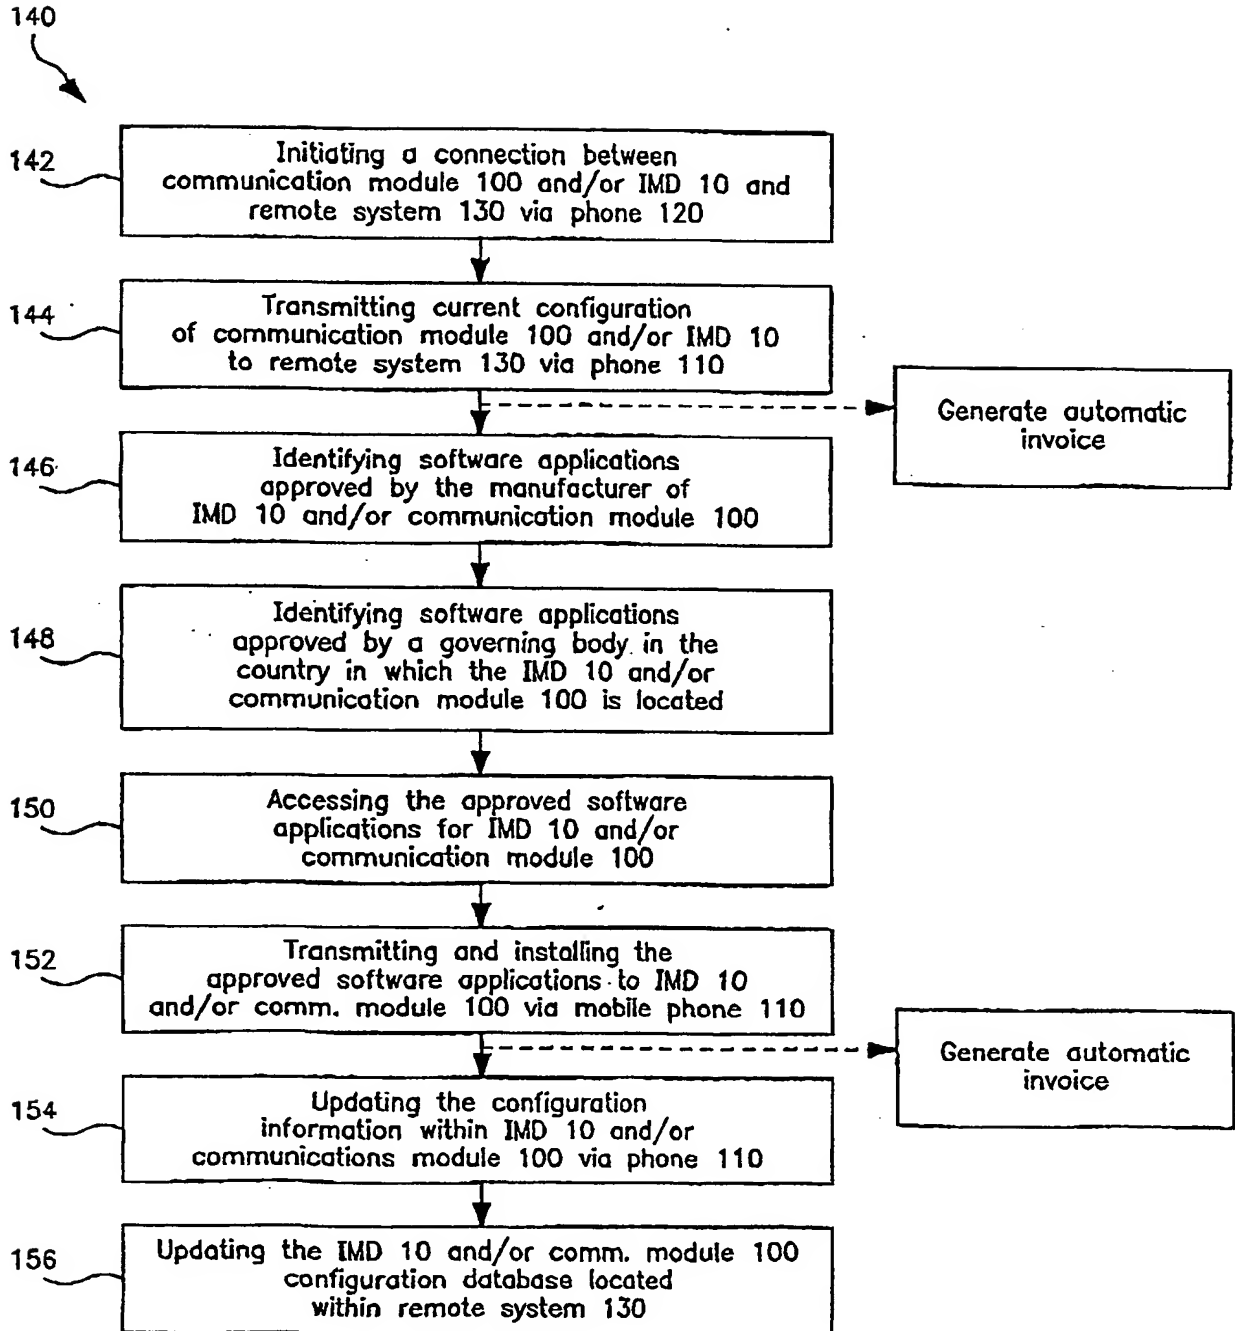 140
142
Initiating a connection between
communication module 100 and/or IMD 10 and
remote system 130 via phone 120
144
Transmitting current configuration
of communication module 100 and/or IMD 10
to remote system 130 via phone 110
Generate automatic
invoice
146
Identifying software applications
approved by the manufacturer of
IMD 10 and/or communication module 100
148
Identifying software applications
approved by a governing body in the
country in which the IMD 10 and/or
communication module 100 is located
150
Accessing the approved software
applications for IMD 10 and/or
communication module 100
152
Transmitting and installing the
approved software applications to IMD 10
and/or comm. module 100 via mobile phone 110
Generate automatic
invoice
154
Updating the configuration
information within IMD 10 and/or
communications module 100 via phone 110
156
Updating the IMD 10 and/or comm. module 100
configuration database located
within remote system 130